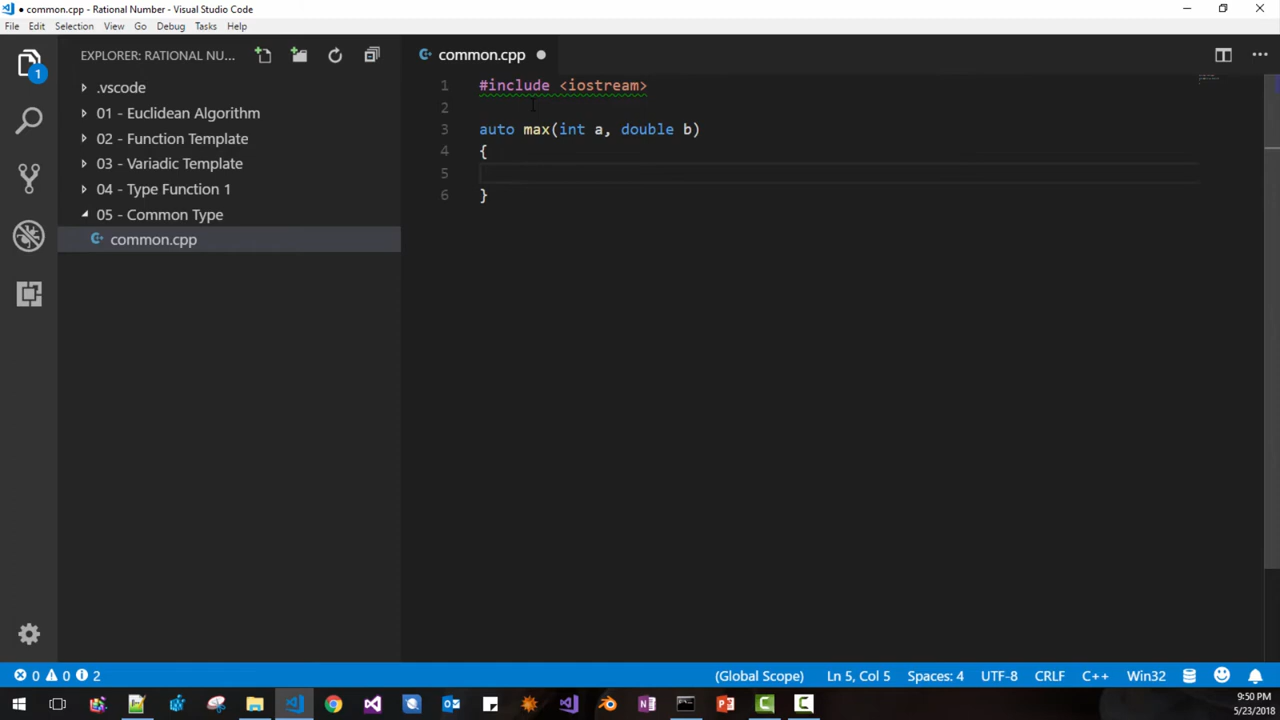 ● common.cpp - Rational Number - Visual Studio Code
File Edit Selection View Go Debug Tasks Help
EXPLORER: RATIONAL NU...
1
.vscode
01 - Euclidean Algorithm
02 - Function Template
03 - Variadic Template
04 - Type Function 1
05 - Common Type
common.cpp
common.cpp ●
1 #include <iostream>
2
3 auto max(int a, double b)
4 {
5
6 }
0 0 2 (Global Scope) Ln 5, Col 5 Spaces: 4 UTF-8 CRLF C++ Win32
9:50 PM
5/23/2018